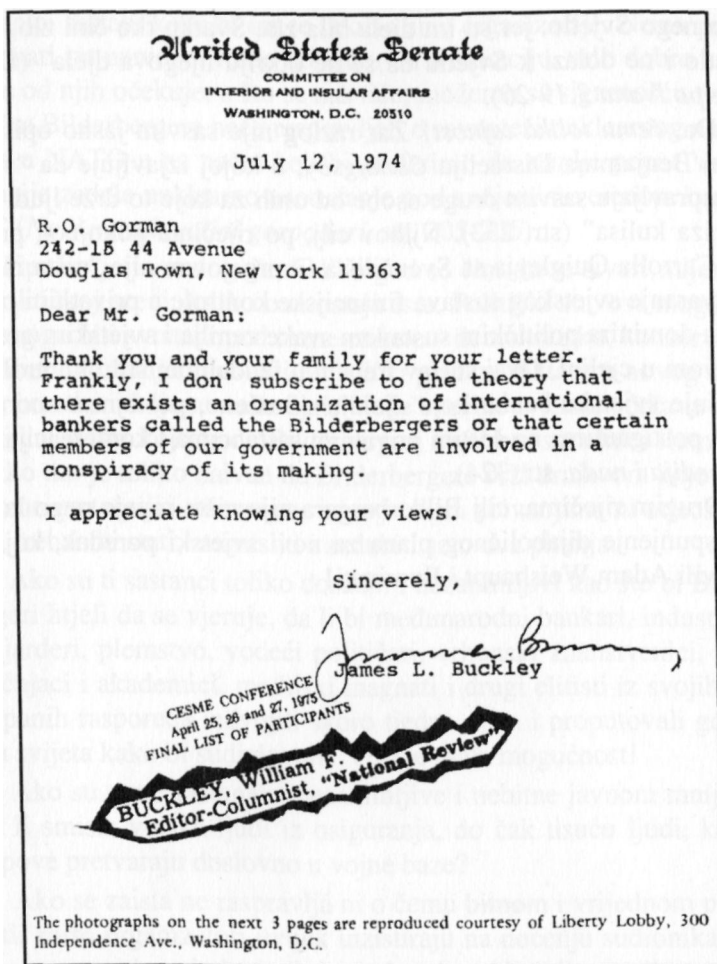 United States Senate
COMMITTEE ON
INTERIOR AND INSULAR AFFAIRS
WASHINGTON, D.C. 20510
July 12, 1974
P.O. Gorman
242-15 44 Avenue
Douglas Town, New York 11363
Dear Mr. Gorman:
Thank you and your family for your letter.
Frankly, I don't subscribe to the theory that
there exists an organization of international
bankers called the Bilderbergers or that certain
members of our government are involved in a
conspiracy of its making.
I appreciate knowing your views.
Sincerely,
James L. Buckley
CESME CONFERENCE
April 25, 26 and 27, 1975
FINAL LIST OF PARTICIPANTS
BUCKLEY, William F.
Editor-Columnist, "National Review"
The photographs on the next 3 pages are reproduced courtesy of Liberty Lobby, 300
Independence Ave., Washington, D.C.